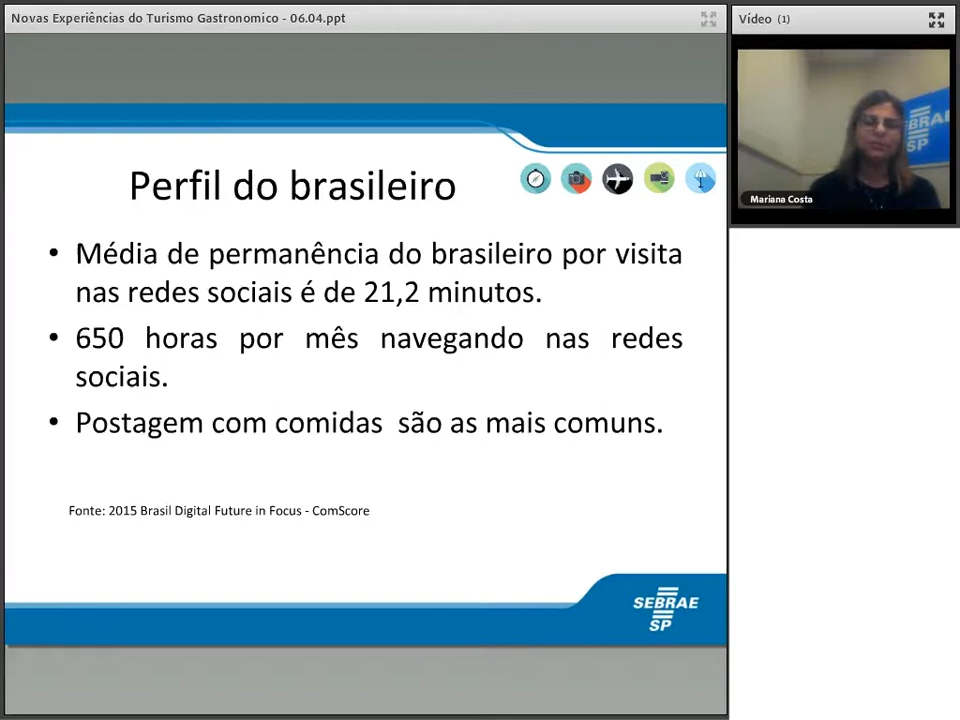 Novas Experiências do Turismo Gastronomico - 06.04.ppt
Vídeo (1)
SEBRAE
SP
Mariana Costa
Perfil do brasileiro
• Média de permanência do brasileiro por visita
nas redes sociais é de 21,2 minutos.
• 650 horas por mês navegando nas redes
sociais.
• Postagem com comidas são as mais comuns.
Fonte: 2015 Brasil Digital Future in Focus - ComScore
SEBRAE
SP